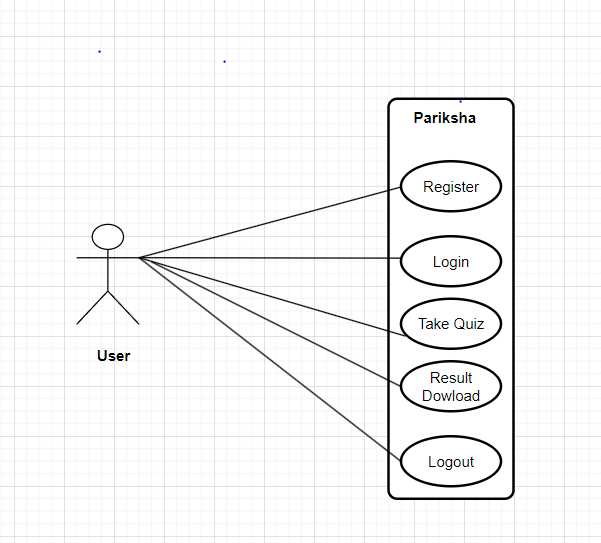 Pariksha
Register
Login
Take Quiz
Result
Dowload
Logout
User